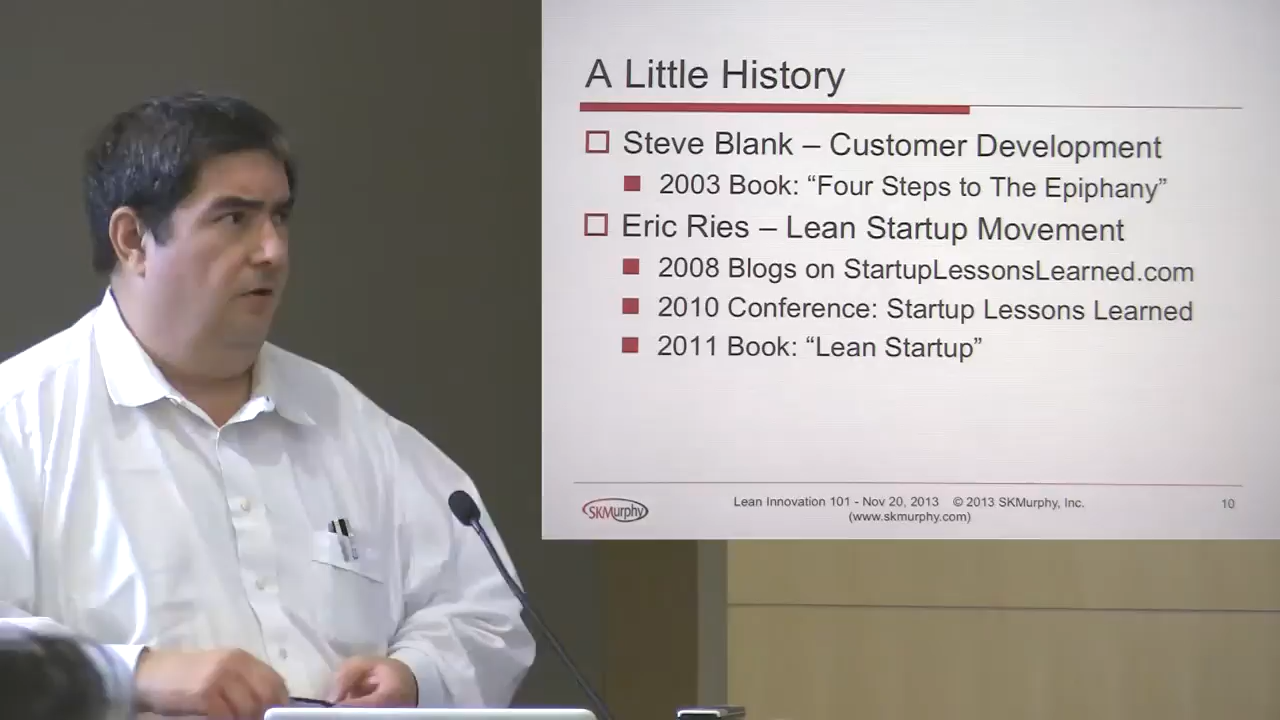 A Little History
Steve Blank – Customer Development
2003 Book: “Four Steps to The Epiphany”
Eric Ries – Lean Startup Movement
2008 Blogs on StartupLessonsLearned.com
2010 Conference: Startup Lessons Learned
2011 Book: “Lean Startup”
SKMurphy
Lean Innovation 101 - Nov 20, 2013 © 2013 SKMurphy, Inc.
(www.skmurphy.com)
10